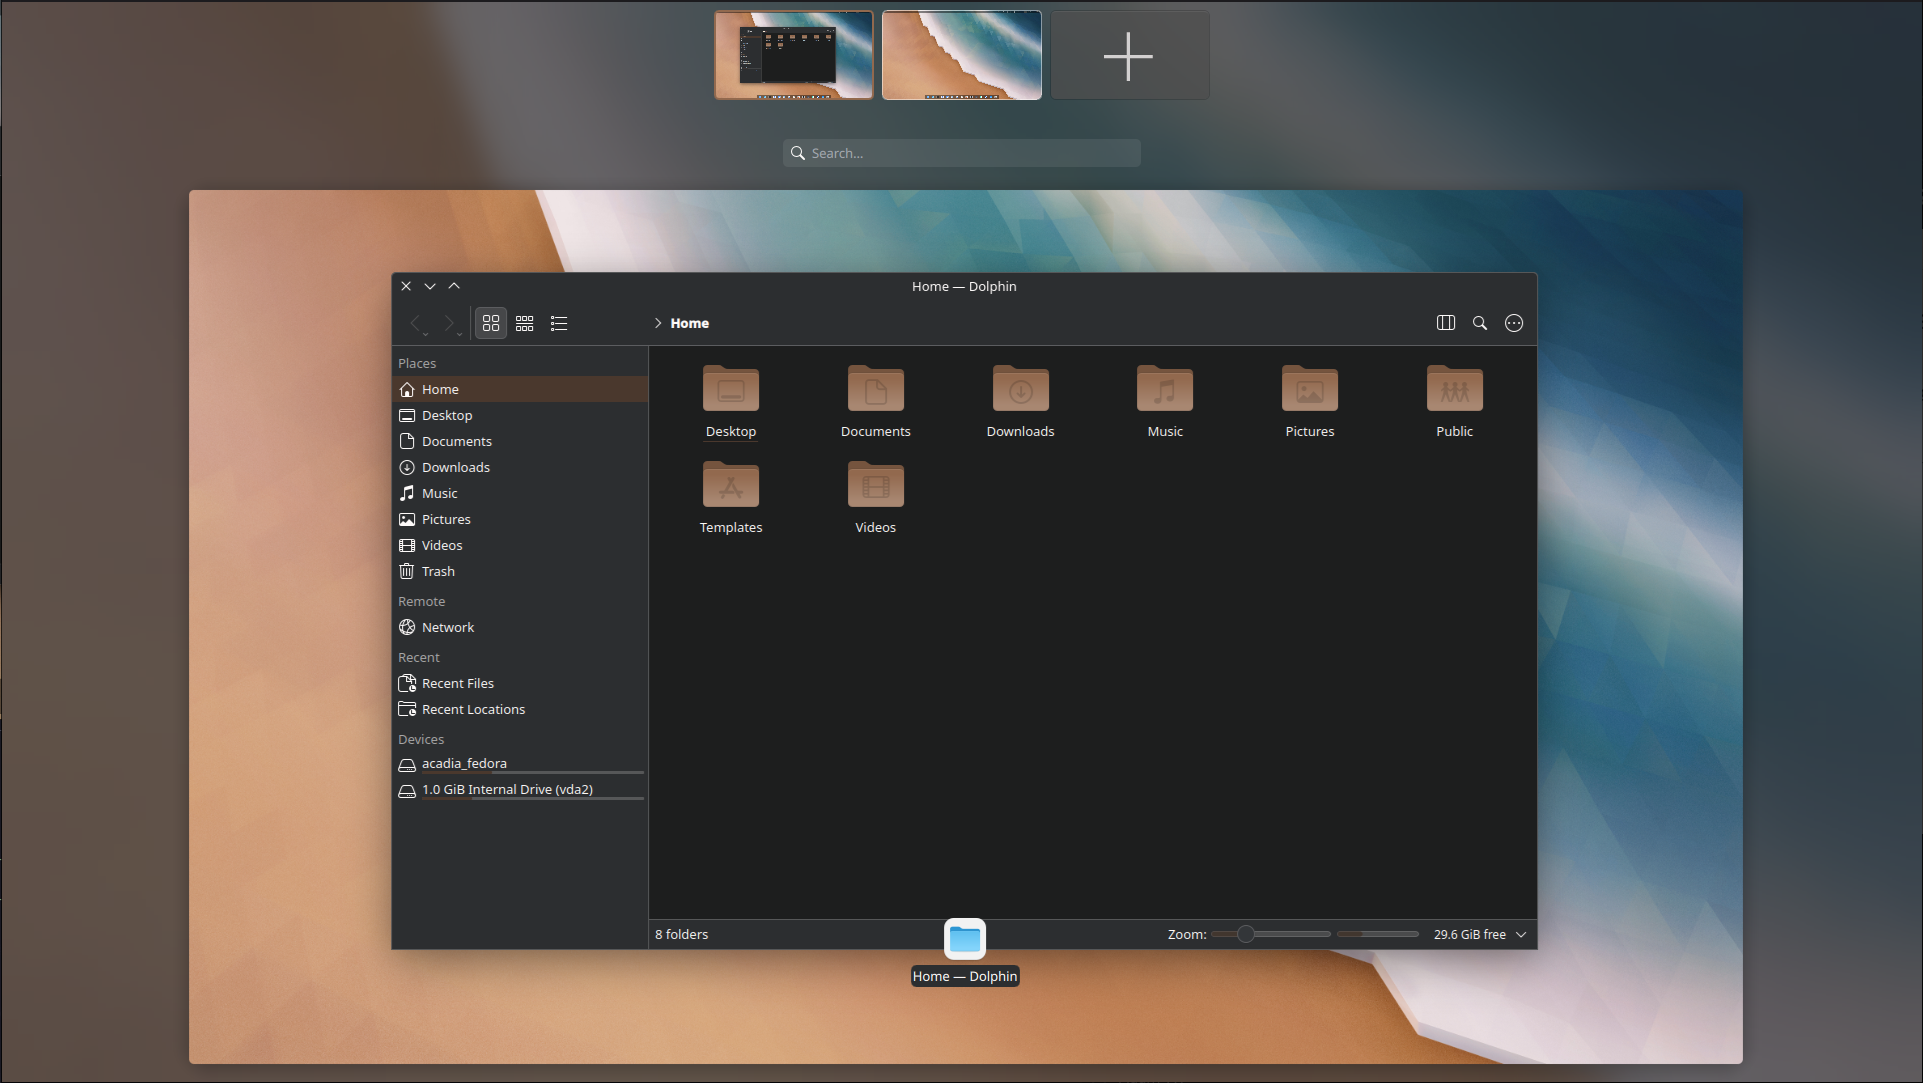 Search...
Home — Dolphin
Home
Places
Home
Desktop
Documents
Downloads
Music
Pictures
Videos
Trash
Remote
Network
Recent
Recent Files
Recent Locations
Devices
acadia_fedora
1.0 GiB Internal Drive (vda2)
Desktop Documents Downloads Music Pictures Public
Templates Videos
8 folders Zoom: 29.6 GiB free
Home — Dolphin